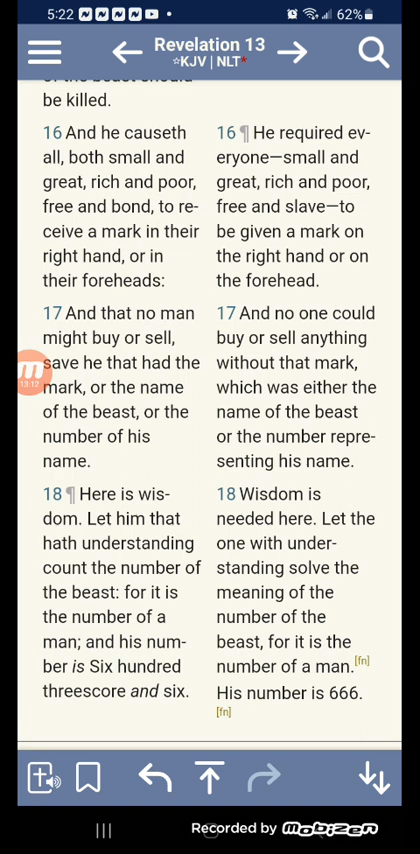 5:22
62%
Revelation 13
☆KJV | NLT*
be killed.
16 And he causeth
all, both small and
great, rich and poor,
free and bond, to re-
ceive a mark in their
right hand, or in
their foreheads:
17 And that no man
might buy or sell,
save he that had the
mark, or the name
of the beast, or the
number of his
name.
18 ¶ Here is wis-
dom. Let him that
hath understanding
count the number of
the beast: for it is
the number of a
man; and his num-
ber is Six hundred
threescore and six.
16 ¶ He required ev-
eryone—small and
great, rich and poor,
free and slave—to
be given a mark on
the right hand or on
the forehead.
17 And no one could
buy or sell anything
without that mark,
which was either the
name of the beast
or the number repre-
senting his name.
18 Wisdom is
needed here. Let the
one with under-
standing solve the
meaning of the
number of the
beast, for it is the
number of a man.[fn]
His number is 666.
[fn]
13:12
Recorded by mobizen